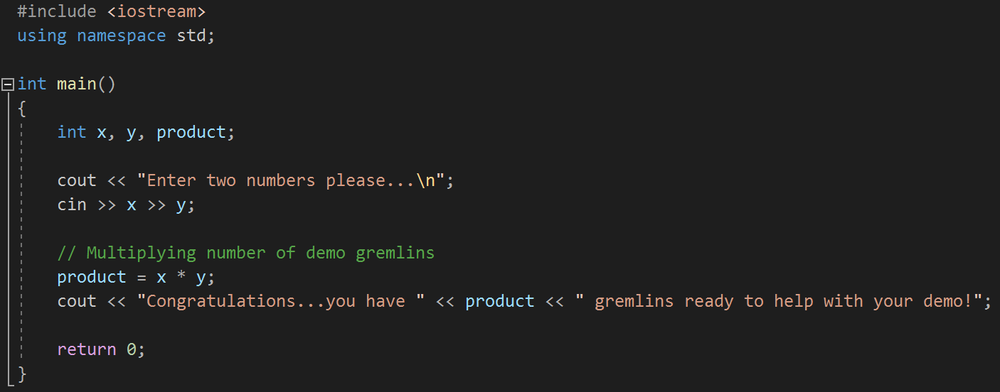 #include <iostream>
using namespace std;
int main()
{
int x, y, product;
cout << "Enter two numbers please...\n";
cin >> x >> y;
// Multiplying number of demo gremlins
product = x * y;
cout << "Congratulations...you have " << product << " gremlins ready to help with your demo!";
return 0;
}